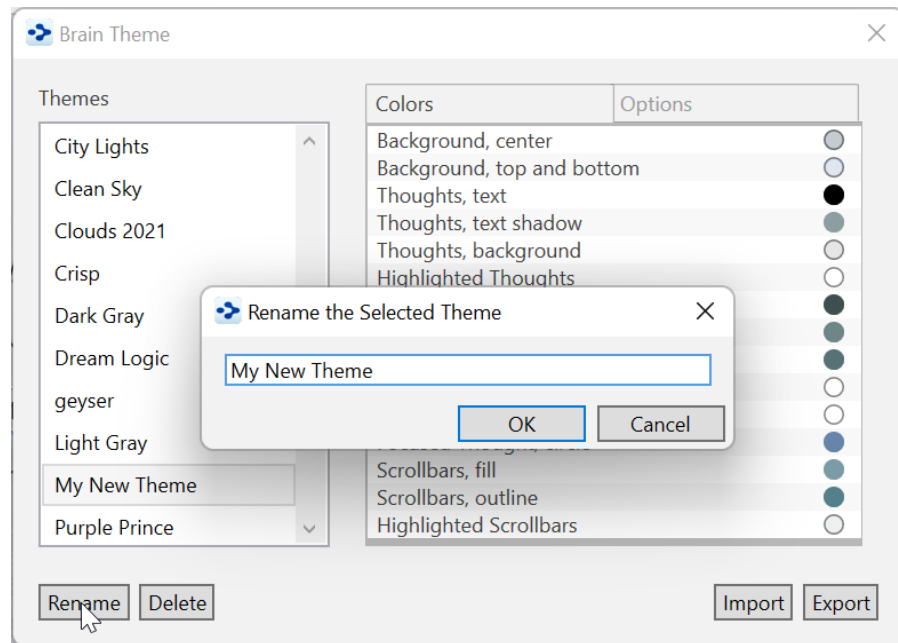 Brain Theme
Themes
City Lights
Clean Sky
Clouds 2021
Crisp
Dark Gray
Dream Logic
geyser
Light Gray
My New Theme
Purple Prince
Colors
Options
Background, center
Background, top and bottom
Thoughts, text
Thoughts, text shadow
Thoughts, background
Highlighted Thoughts
Rename the Selected Theme
My New Theme
OK
Cancel
Focused Thought, circle
Scrollbars, fill
Scrollbars, outline
Highlighted Scrollbars
Rename
Delete
Import
Export